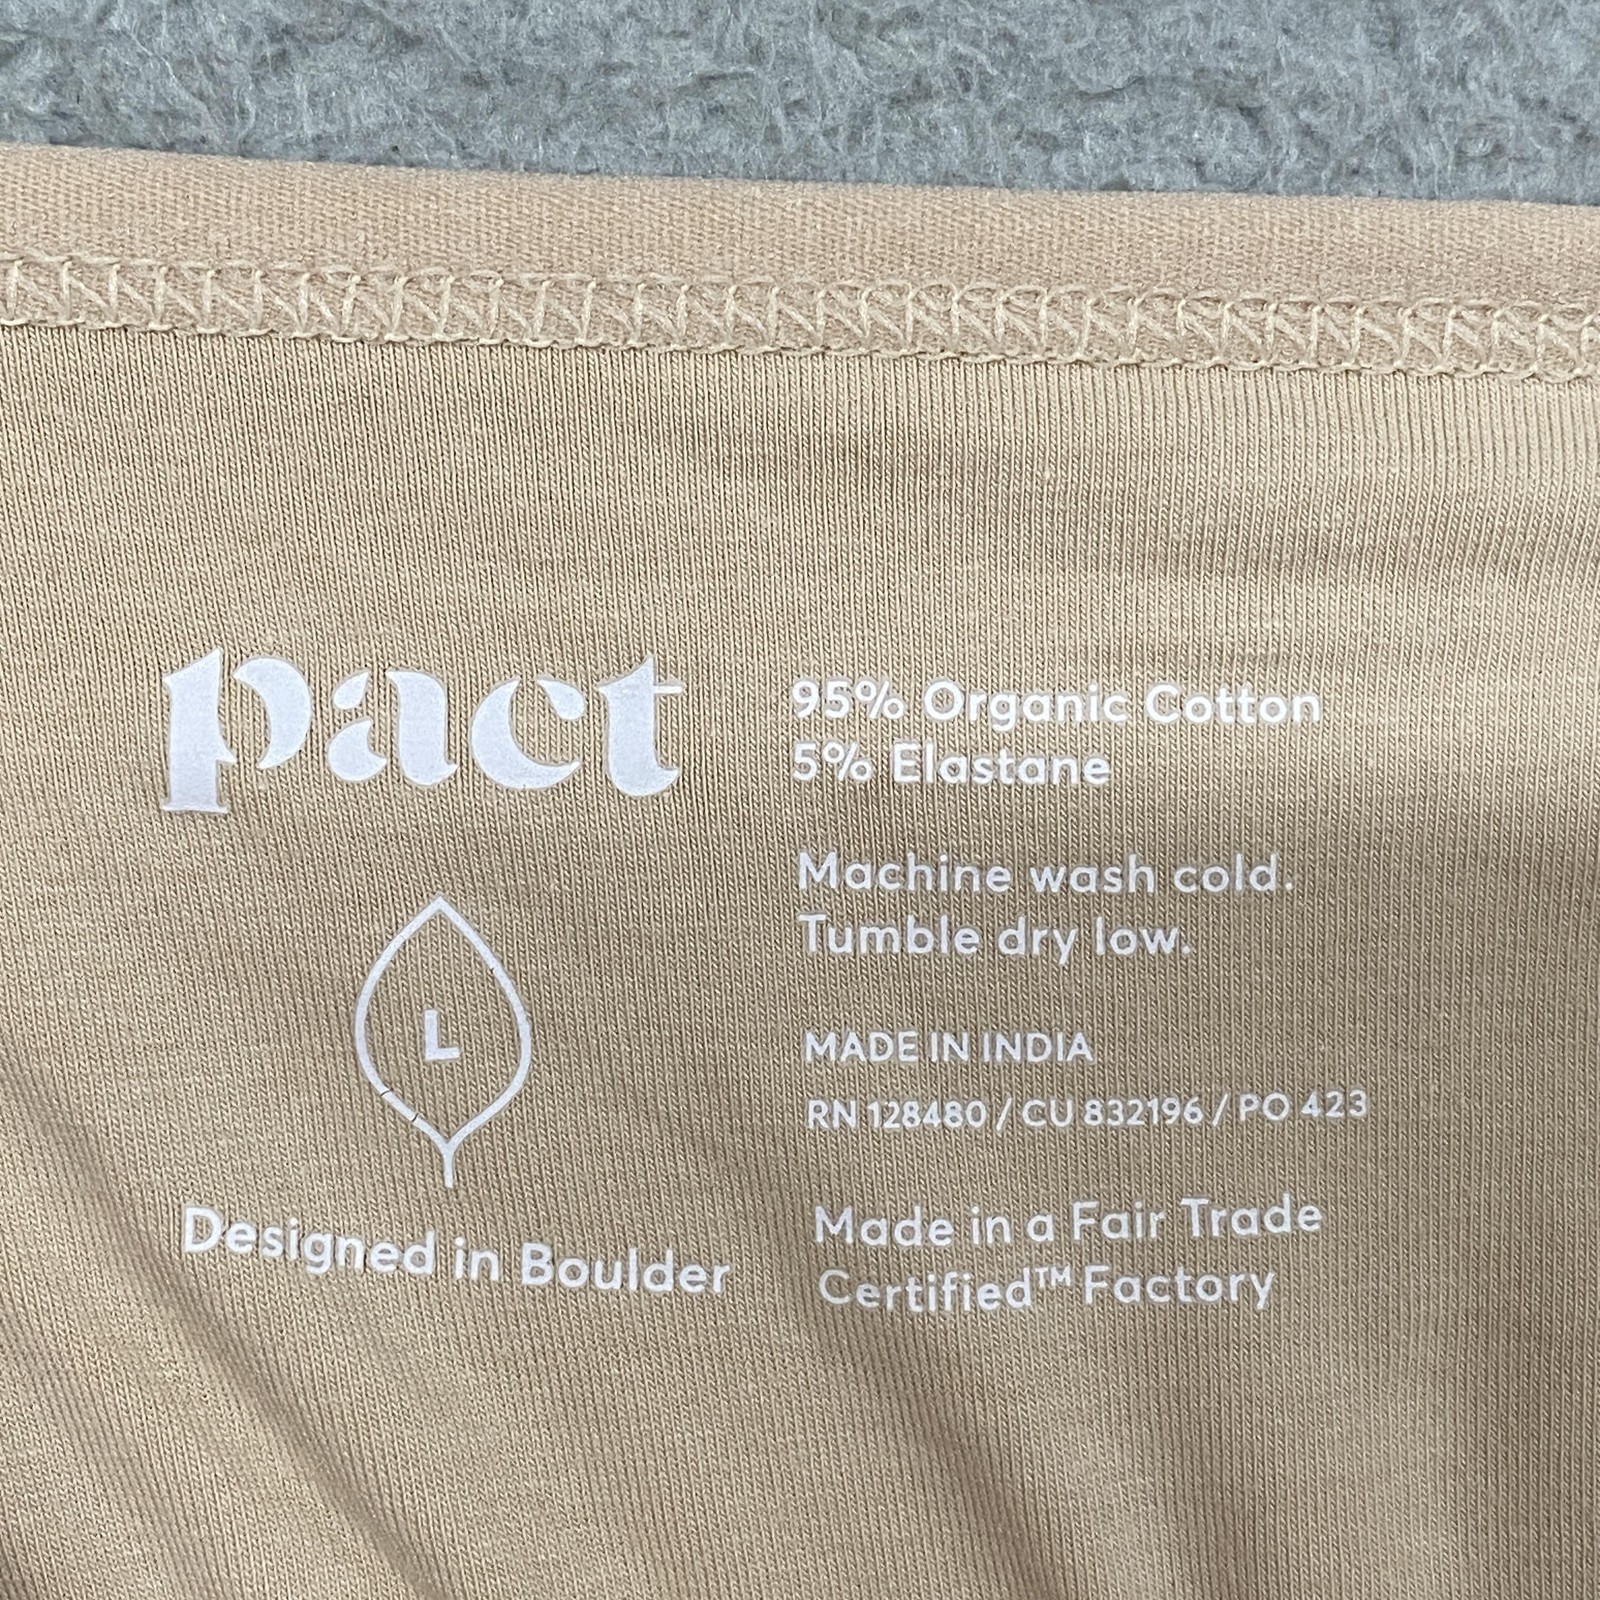 pact
L
Designed in Boulder
95% Organic Cotton
5% Elastane
Machine wash cold.
Tumble dry low.
MADE IN INDIA
RN 128480 / CU 832196 / PO 423
Made in a Fair Trade
Certified™ Factory